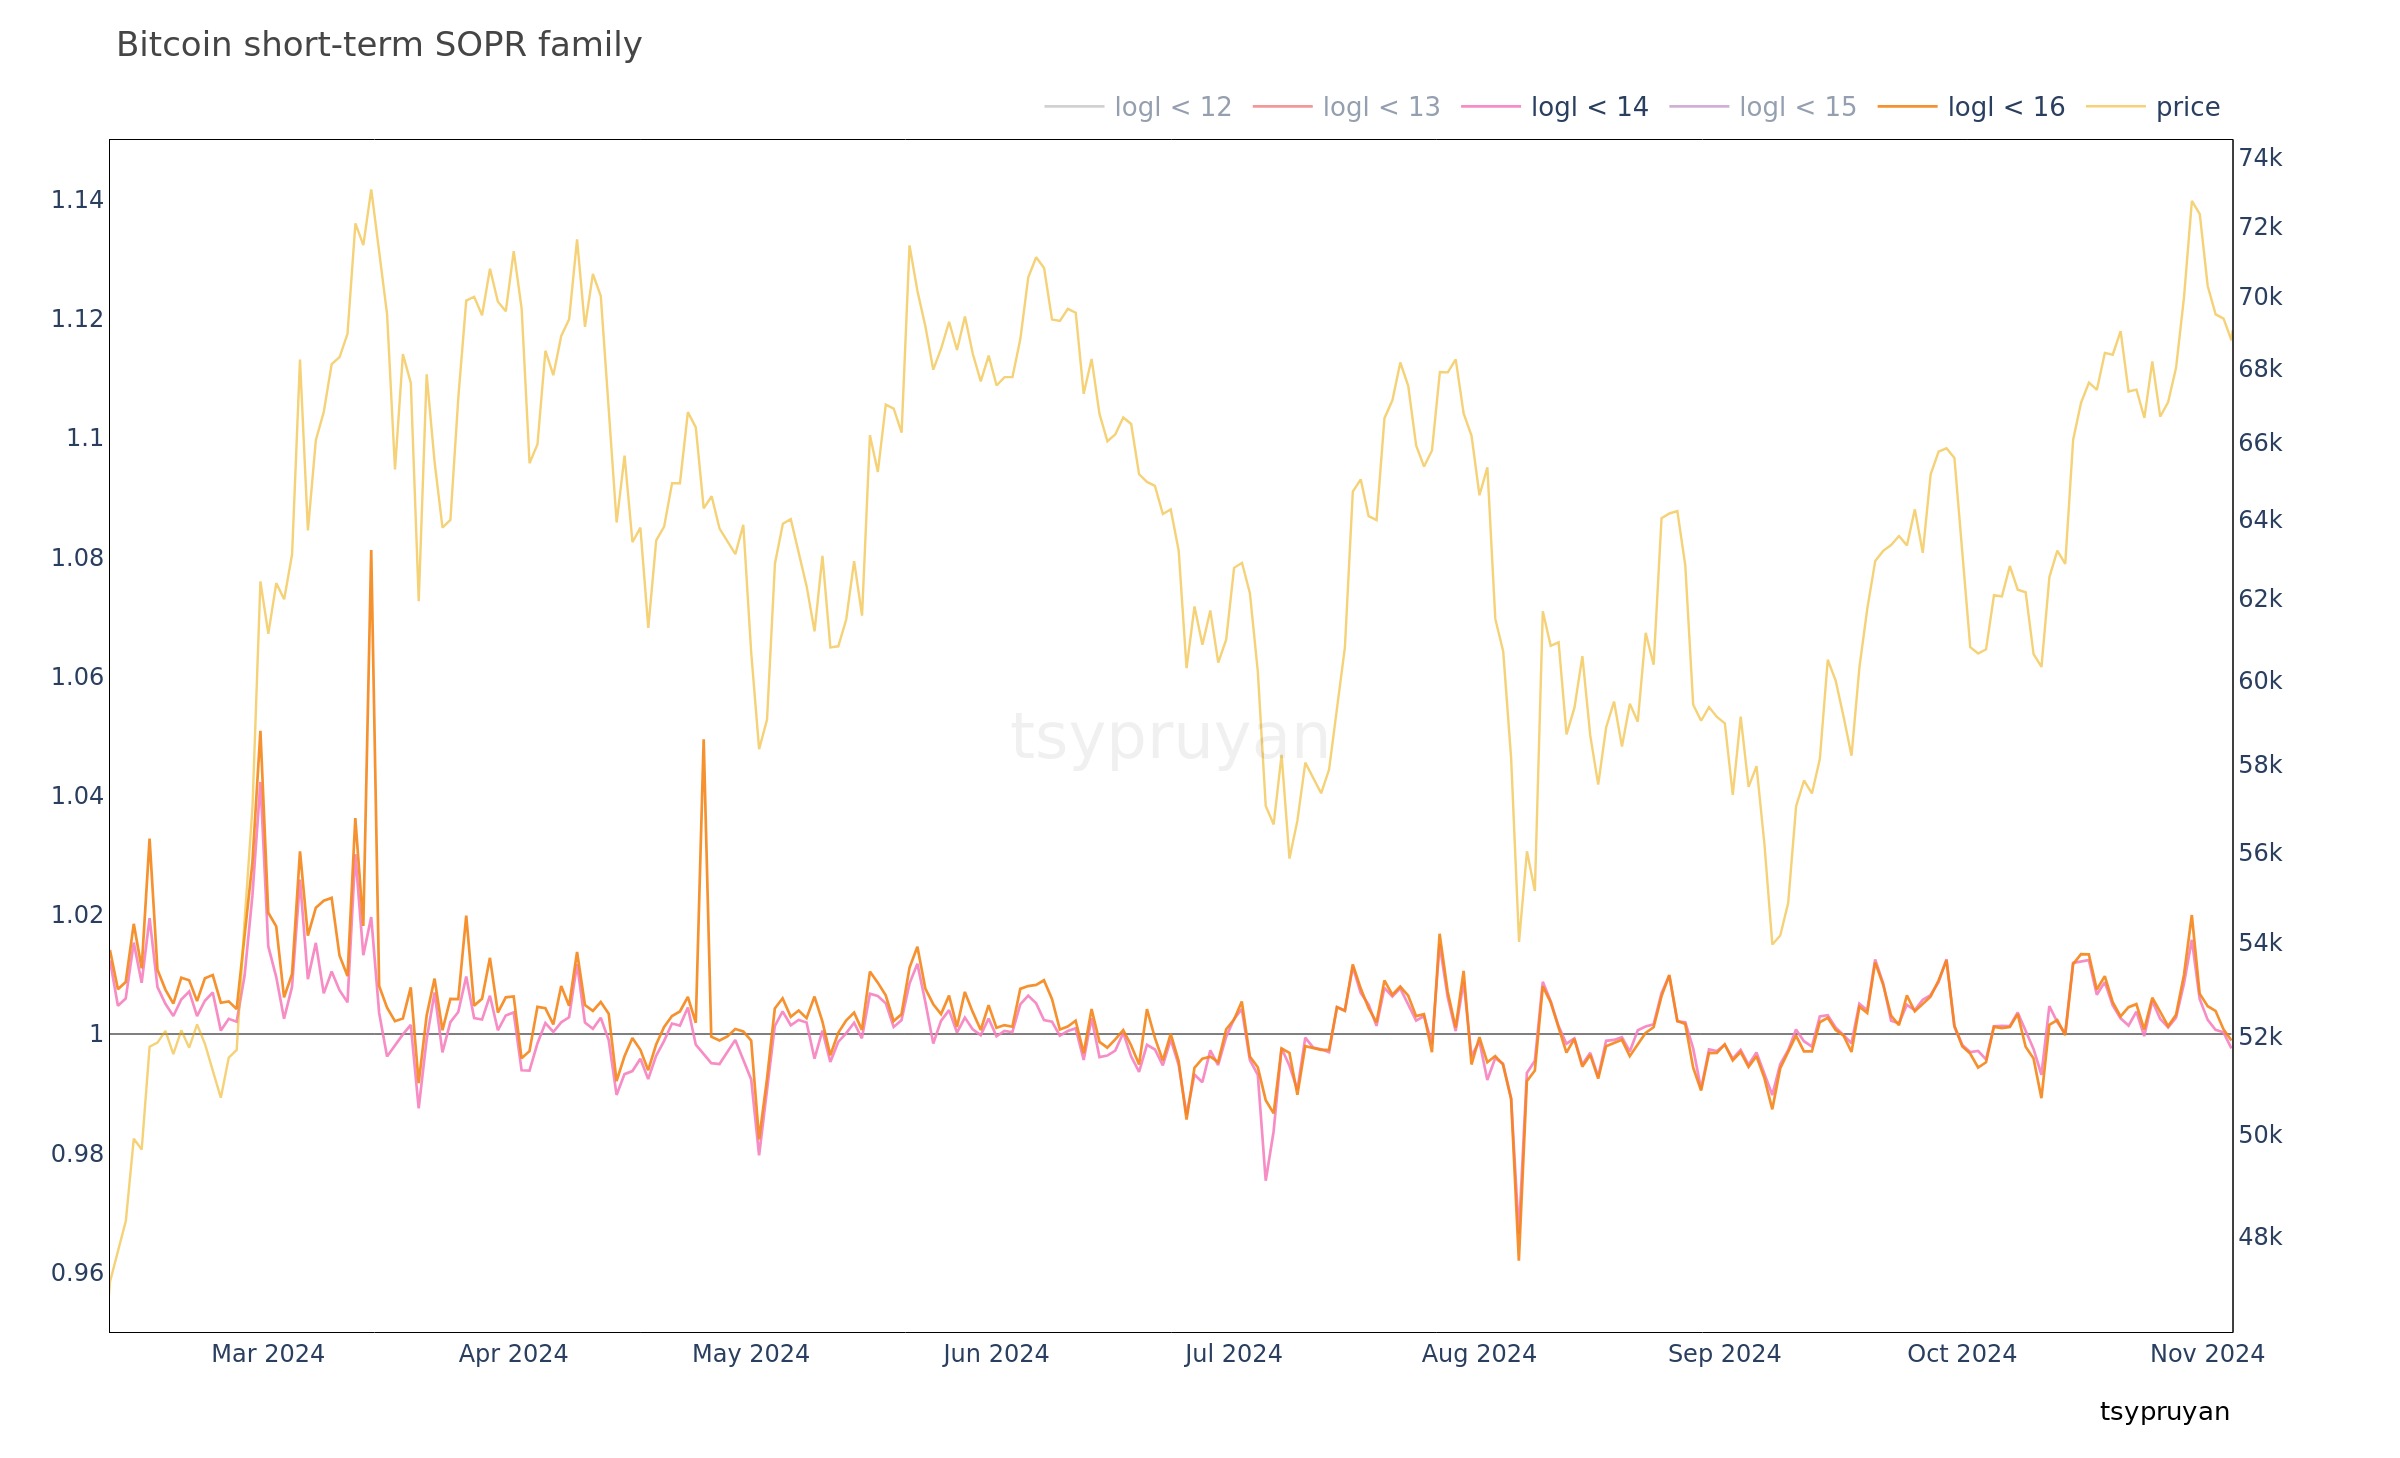 Bitcoin short-term SOPR family
logl < 12 logl < 13 logl < 14 logl < 15 logl < 16 price
1.14
1.12
1.1
1.08
1.06
1.04
1.02
1
0.98
0.96
74k
72k
70k
68k
66k
64k
62k
60k
58k
56k
54k
52k
50k
48k
tsypruyan
Mar 2024 Apr 2024 May 2024 Jun 2024 Jul 2024 Aug 2024 Sep 2024 Oct 2024 Nov 2024
tsypruyan